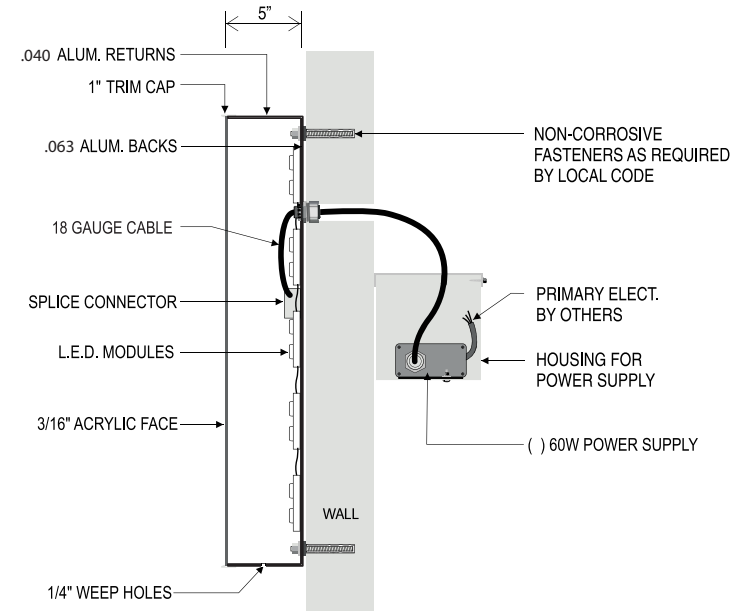 5”
.040 ALUM. RETURNS
1" TRIM CAP
.063 ALUM. BACKS
18 GAUGE CABLE
SPLICE CONNECTOR
L.E.D. MODULES
3/16" ACRYLIC FACE
1/4" WEEP HOLES
WALL
NON-CORROSIVE
FASTENERS AS REQUIRED
BY LOCAL CODE
PRIMARY ELECT.
BY OTHERS
HOUSING FOR
POWER SUPPLY
( ) 60W POWER SUPPLY